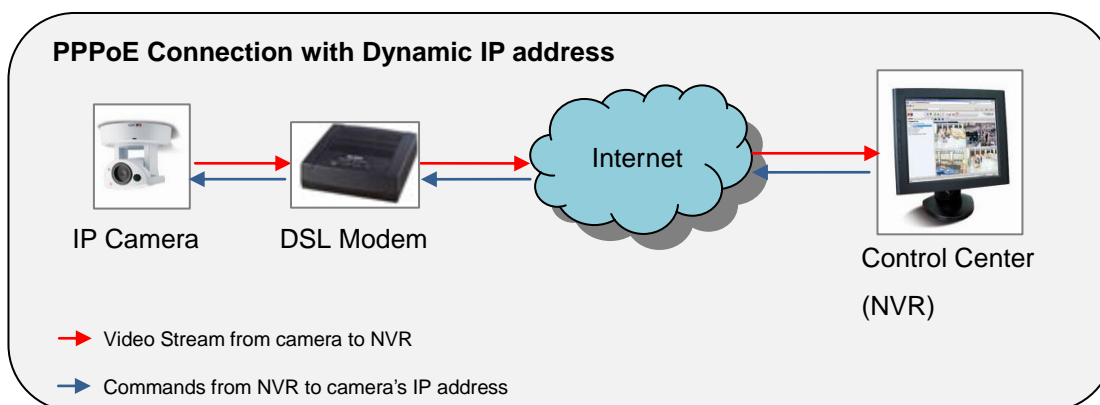 PPPoE Connection with Dynamic IP address
Internet
IP Camera
DSL Modem
Control Center
(NVR)
Video Stream from camera to NVR
Commands from NVR to camera's IP address